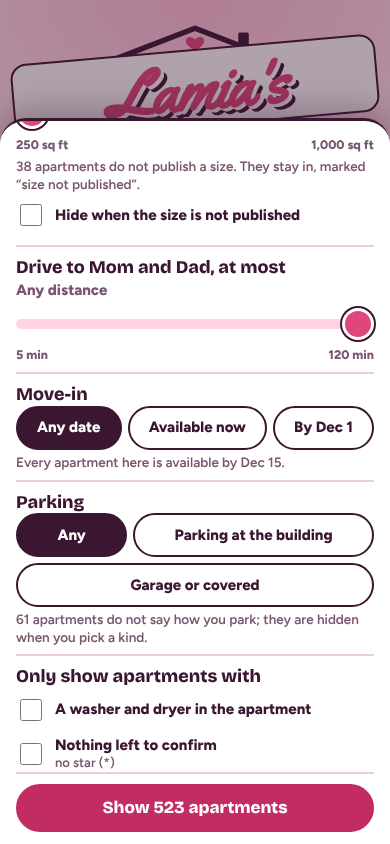 Lamia's
250 sq ft 1,000 sq ft
38 apartments do not publish a size. They stay in, marked
“size not published”.
Hide when the size is not published
Drive to Mom and Dad, at most
Any distance
5 min 120 min
Move-in
Any date Available now By Dec 1
Every apartment here is available by Dec 15.
Parking
Any Parking at the building
Garage or covered
61 apartments do not say how you park; they are hidden
when you pick a kind.
Only show apartments with
A washer and dryer in the apartment
Nothing left to confirm
no star (*)
Show 523 apartments